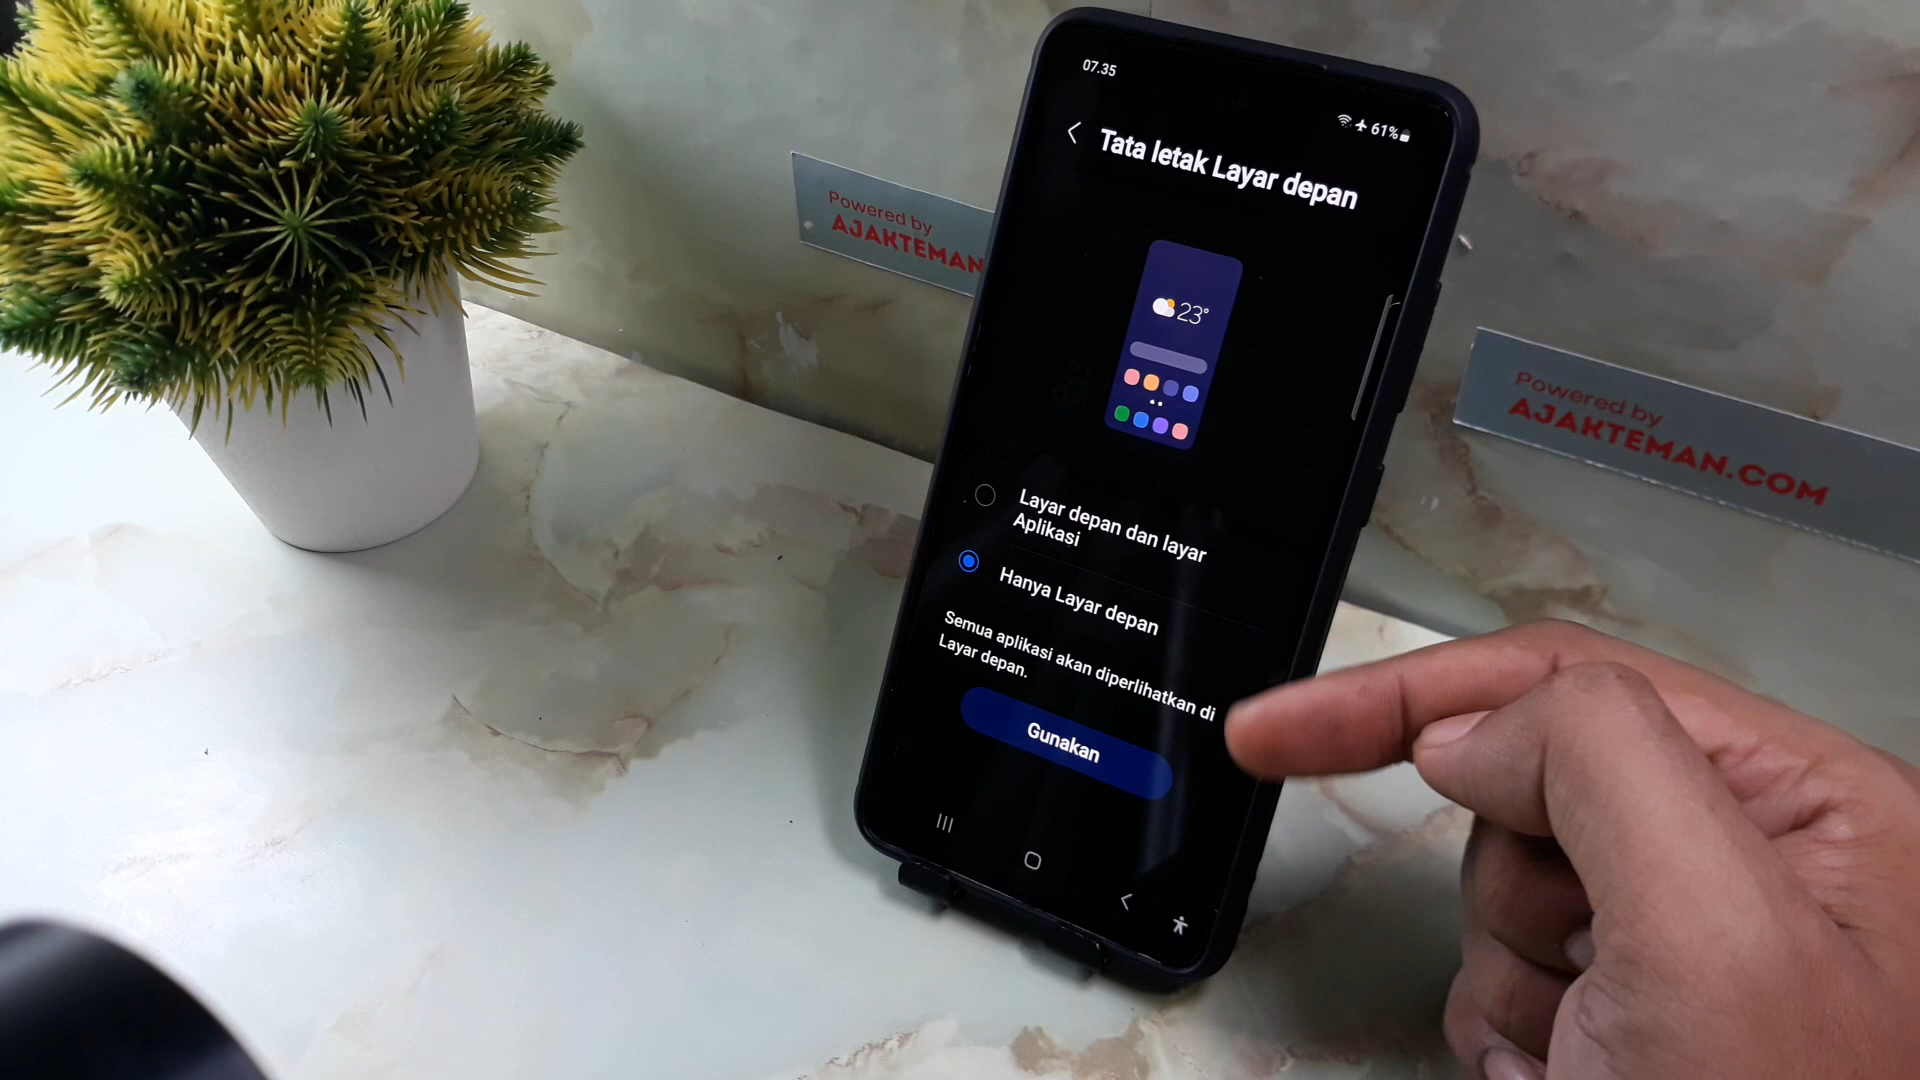 07.35
61%
Tata letak Layar depan
23°
Layar depan dan layar
Aplikasi
Hanya Layar depan
Semua aplikasi akan diperlihatkan di
Layar depan.
Gunakan
Powered by
AJAKTEMAN
Powered by
AJAKTEMAN.COM